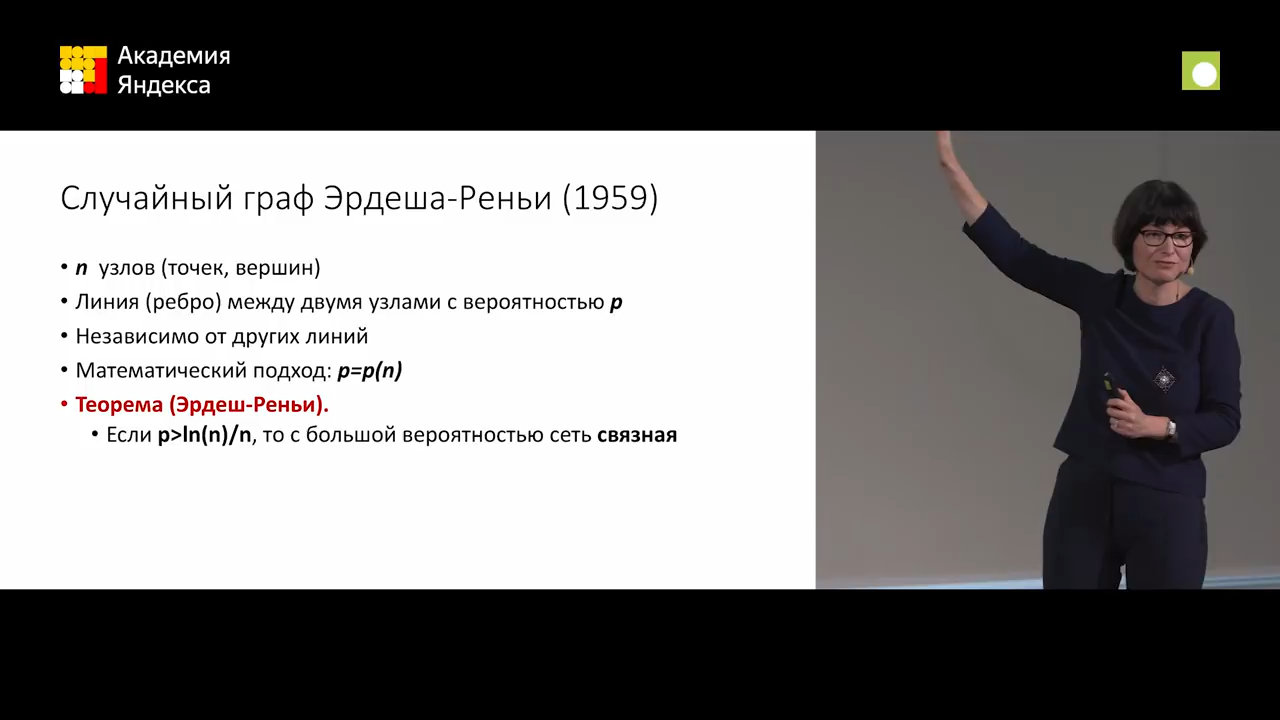 Академия
Яндекса
Случайный граф Эрдеша-Реньи (1959)
• n узлов (точек, вершин)
• Линия (ребро) между двумя узлами с вероятностью p
• Независимо от других линий
• Математический подход: p=p(n)
• Теорема (Эрдеш-Реньи).
• Если p>ln(n)/n, то с большой вероятностью сеть связная